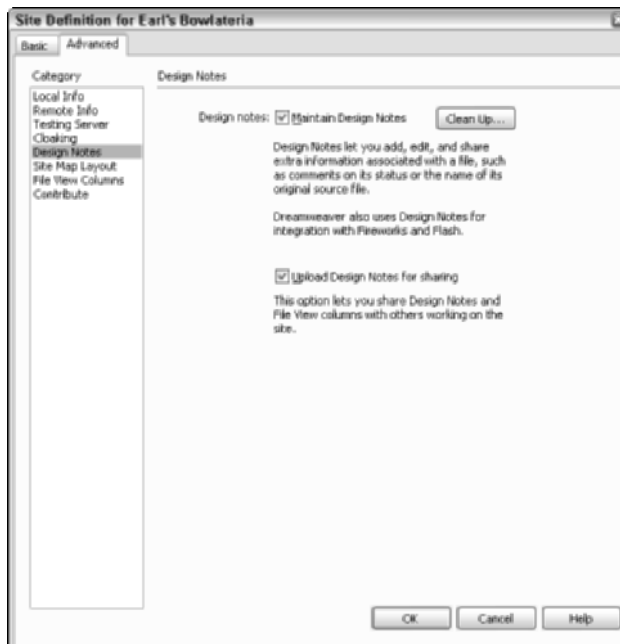 Site Definition for Earl's Bowlateria
Basic
Advanced
Category
Local Info
Remote Info
Testing Server
Cloaking
Design Notes
Site Map Layout
File View Columns
Contribute
Design Notes
Design notes:
Maintain Design Notes
Clean Up...
Design Notes let you add, edit, and share
extra information associated with a file, such
as comments on its status or the name of its
original source file.
Dreamweaver also uses Design Notes for
integration with Fireworks and Flash.
Upload Design Notes for sharing
This option lets you share Design Notes and
File View columns with others working on the
site.
OK
Cancel
Help